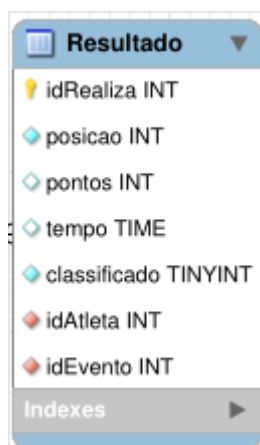 Resultado
idRealiza INT
posicao INT
pontos INT
tempo TIME
classificado TINYINT
idAtleta INT
idEvento INT
Indexes